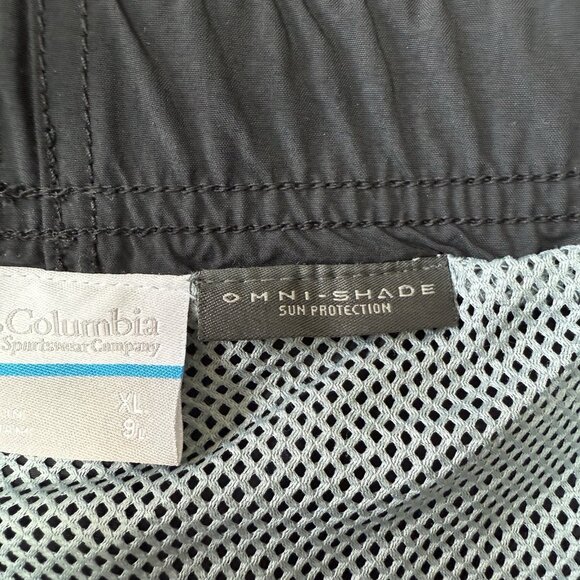 Columbia
Sportswear Company
XL
OMNI-SHADE
SUN PROTECTION